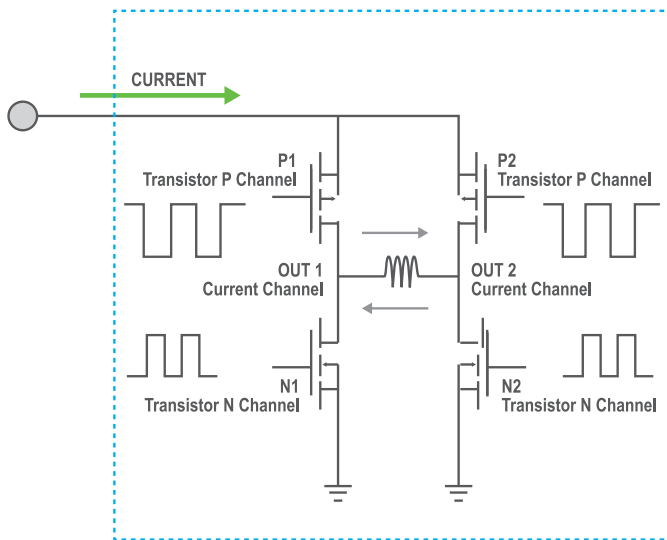 CURRENT
P1
Transistor P Channel
P2
Transistor P Channel
OUT 1
Current Channel
OUT 2
Current Channel
N1
Transistor N Channel
N2
Transistor N Channel